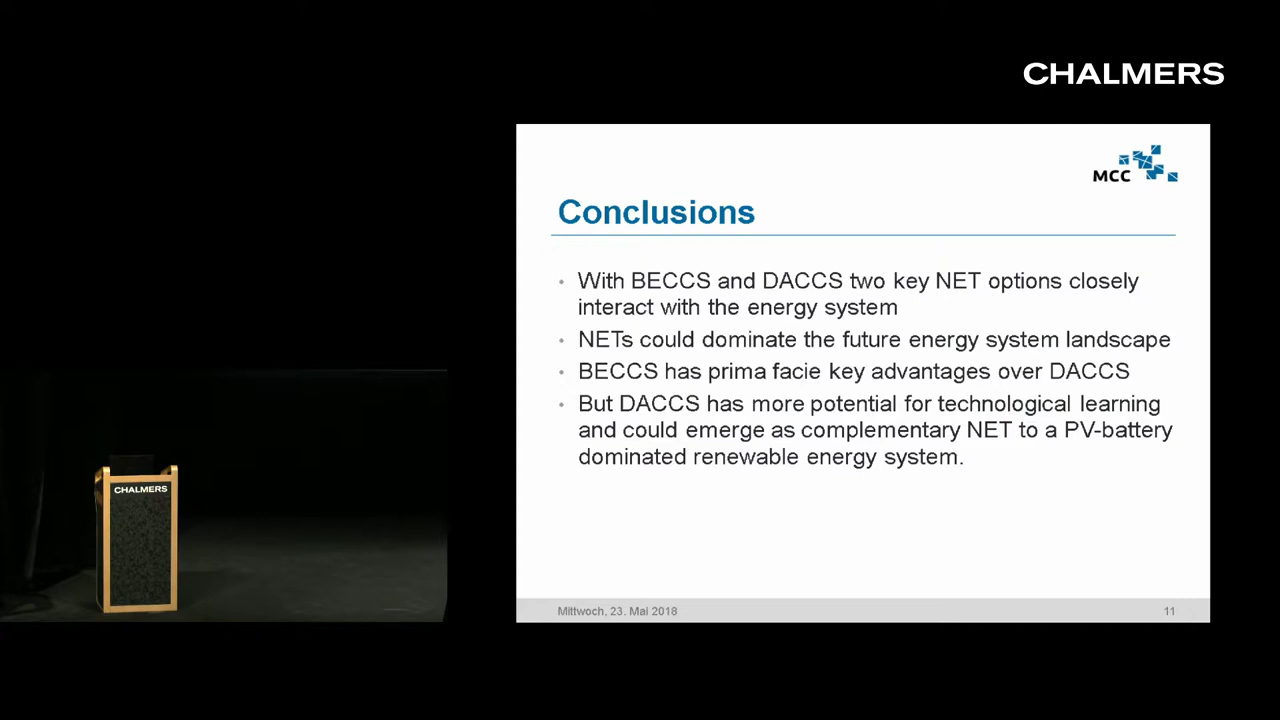 CHALMERS
MCC
Conclusions
• With BECCS and DACCS two key NET options closely
interact with the energy system
• NETs could dominate the future energy system landscape
• BECCS has prima facie key advantages over DACCS
• But DACCS has more potential for technological learning
and could emerge as complementary NET to a PV-battery
dominated renewable energy system.
CHALMERS
Mittwoch, 23. Mai 2018
11